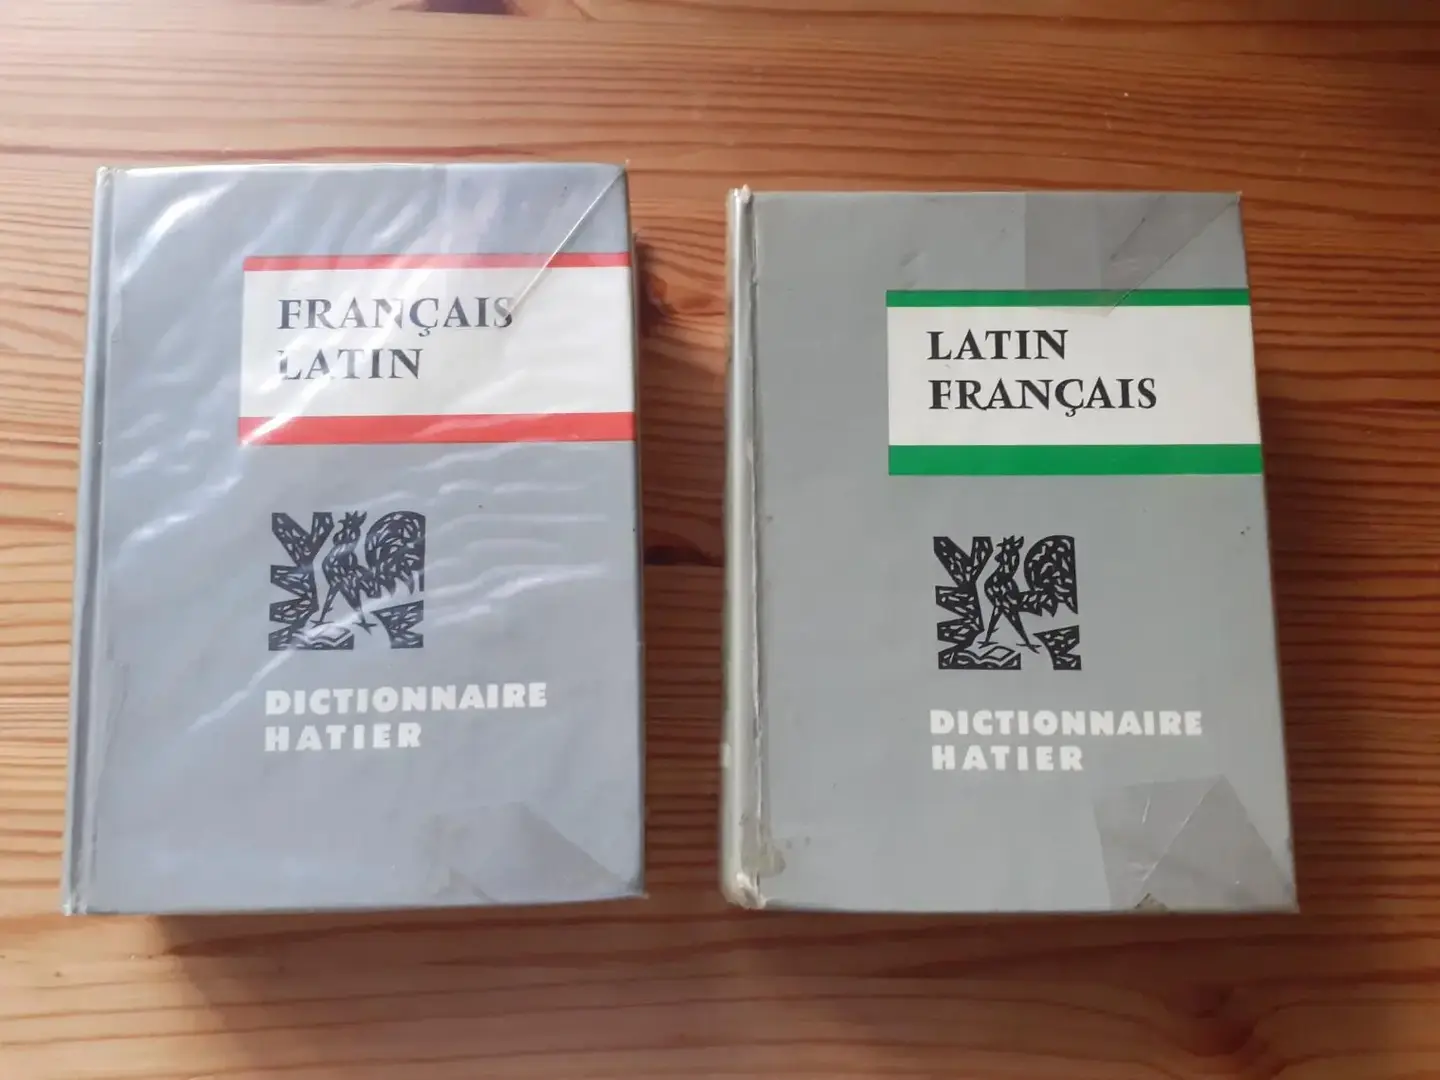 FRANÇAIS
LATIN
DICTIONNAIRE
HATIER
LATIN
FRANÇAIS
DICTIONNAIRE
HATIER